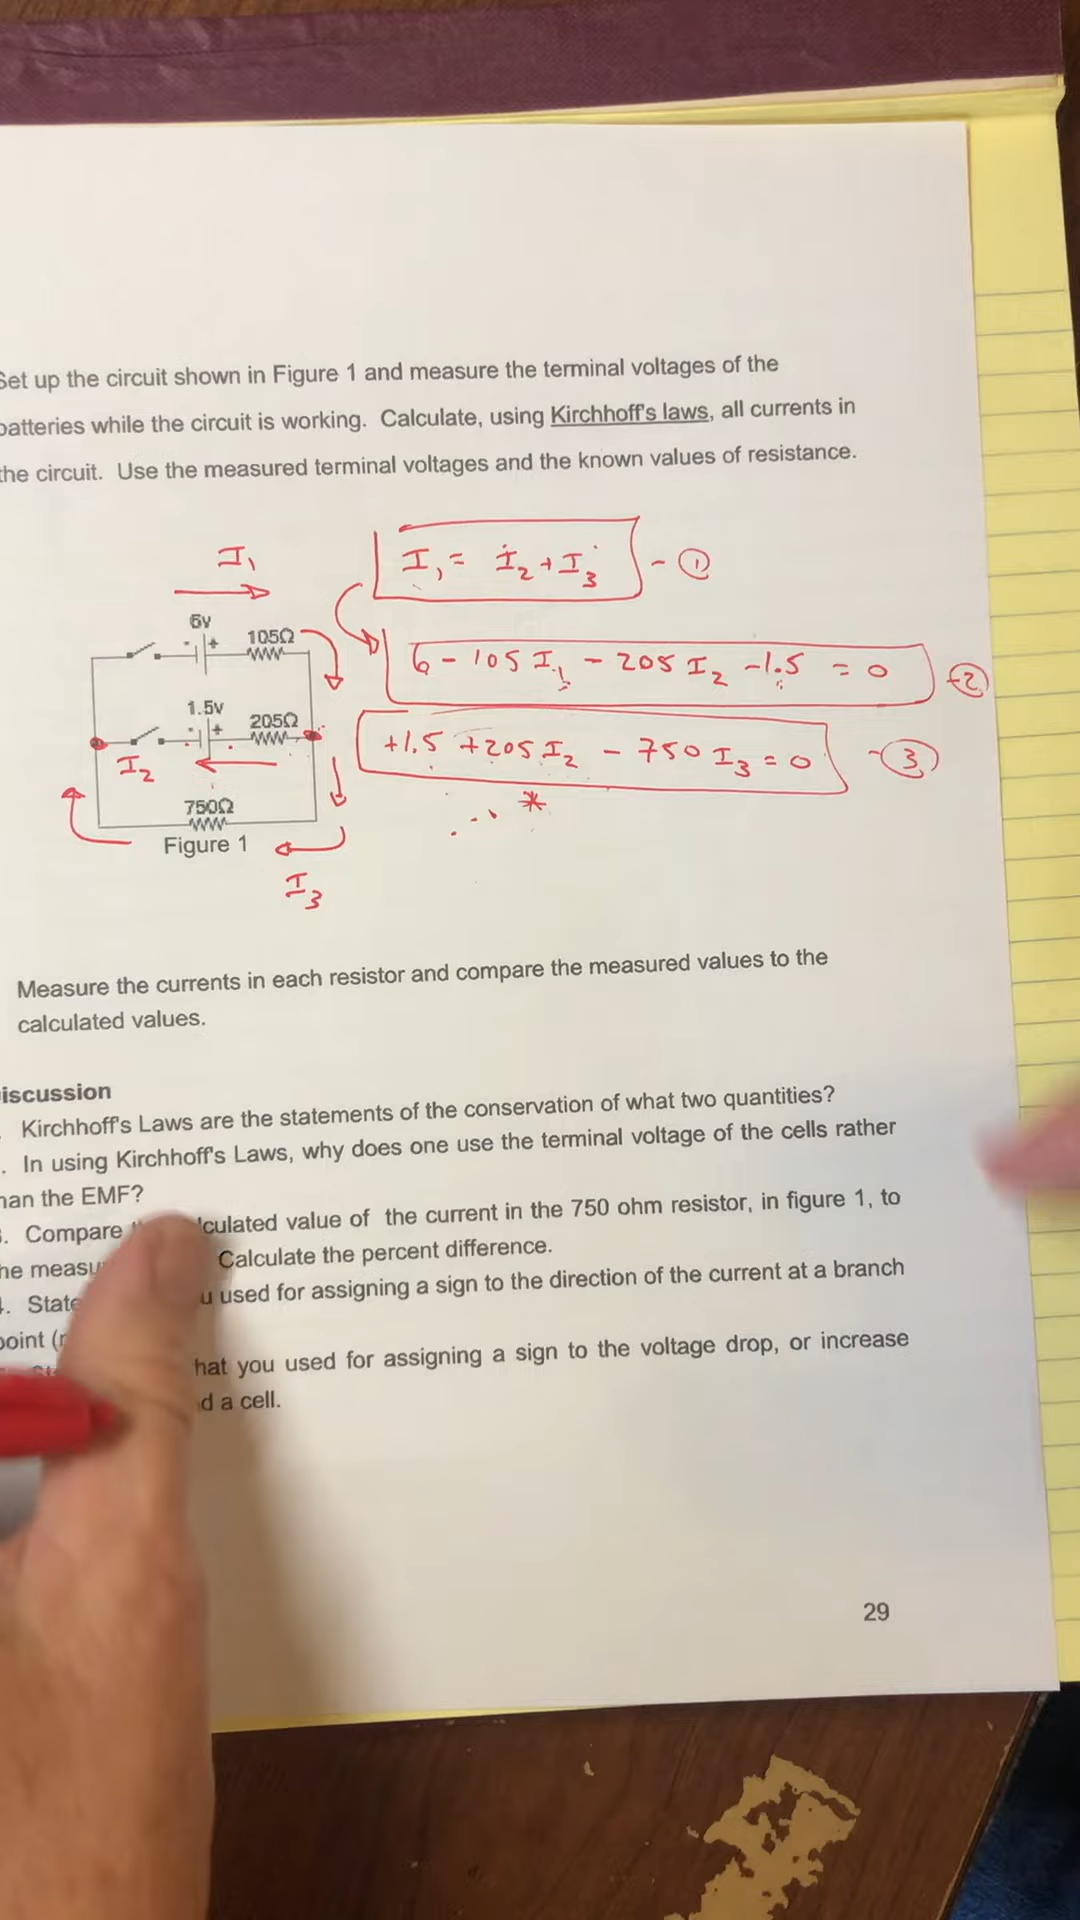 Set up the circuit shown in Figure 1 and measure the terminal voltages of the
batteries while the circuit is working. Calculate, using Kirchhoff's laws, all currents in
the circuit. Use the measured terminal voltages and the known values of resistance.
I₁
I₁ = I₂ + I₃ - ①
6v
- +
105Ω
6 - 105 I₁ - 205 I₂ - 1.5 = 0 -②
1.5v
- +
205Ω
+1.5 + 205 I₂ - 750 I₃ = 0 -③
I₂
750Ω
*
Figure 1
I₃
Measure the currents in each resistor and compare the measured values to the
calculated values.
iscussion
. Kirchhoff's Laws are the statements of the conservation of what two quantities?
. In using Kirchhoff's Laws, why does one use the terminal voltage of the cells rather
han the EMF?
. Compare lculated value of the current in the 750 ohm resistor, in figure 1, to
he measu Calculate the percent difference.
. State u used for assigning a sign to the direction of the current at a branch
point (
hat you used for assigning a sign to the voltage drop, or increase
d a cell.
29